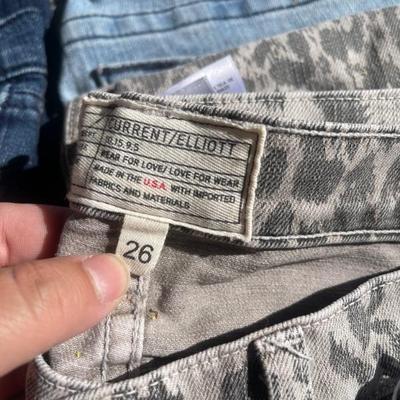 CURRENT/ELLIOTT
WEAR FOR LOVE/ LOVE FOR WEAR
MADE IN THE U.S.A. WITH IMPORTED
FABRICS AND MATERIALS
26